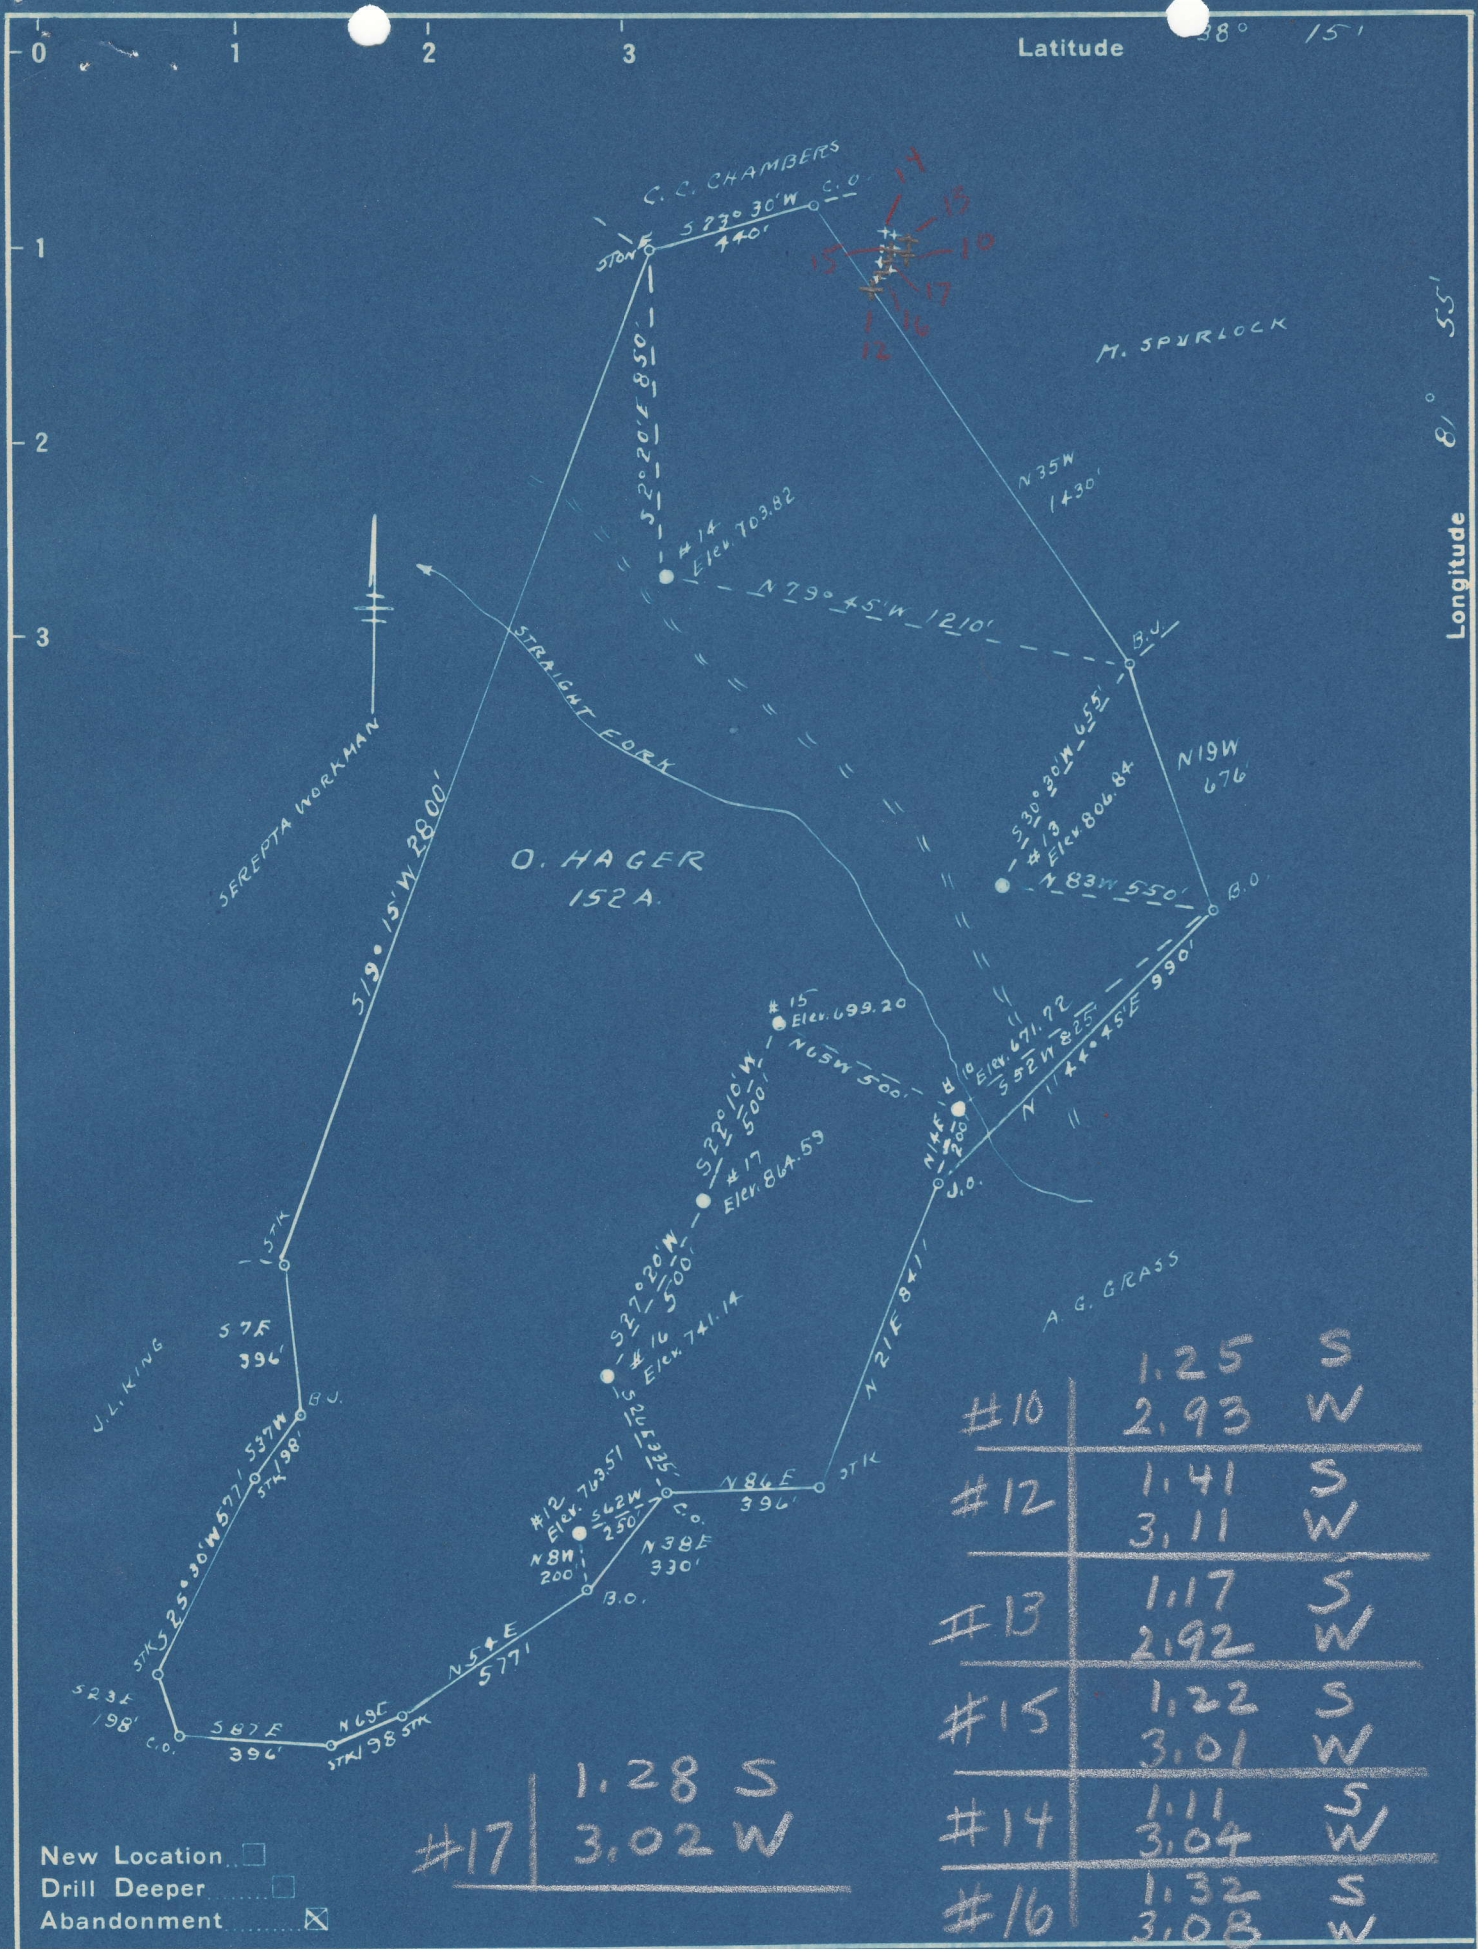 0
1
2
3
Latitude
38° 15'
1
2
3
Longitude
81° 55'
C. C. CHAMBERS
C.O.
S 73° 30' W
440'
STONE
14
15
10
17
16
12
M. SPURLOCK
S 2° 20' E 850'
N 35 W
1430'
# 14
Elev. 703.82
N 79° 45' W 1210'
B.J.
STRAIGHT FORK
SEREPTA WORKMAN
S 19° 15' W 2800'
S 30° 30' W 655'
N 19 W
676'
# 13
Elev. 806.84
N 83 W 550'
B.O.
O. HAGER
152 A.
# 15
Elev. 699.20
N 65 W 500'
# 10
Elev. 671.72
S 52 W 825'
N 44° 45' E 990'
S 22° 10' W
500'
N 14 E
200'
J.O.
# 17
Elev. 864.59
STK
S 27° 20' W
500'
# 16
Elev. 741.14
N 21 E 841'
A. G. GRASS
S 7 E
396'
J. L. KING
B J.
S 37 W
198'
STK
S 26 E 335'
N 86 E
396'
STK
C.O.
#12
Elev. 763.51
S 62 W
250'
N 8 W
200'
N 38 E
330'
B.O.
S 25° 30' W 577'
STK
S 23 E
198'
C.O.
S 87 E
396'
STK
N 69 E
198
STK
N 54 E
577'
1.25 S
#10 2.93 W
#12 1.41 S
3.11 W
#13 1.17 S
2.92 W
#15 1.22 S
3.01 W
#14 1.11 S
3.04 W
#16 1.32 S
3.08 W
1.28 S
#17 3.02 W
New Location
Drill Deeper
Abandonment ☒